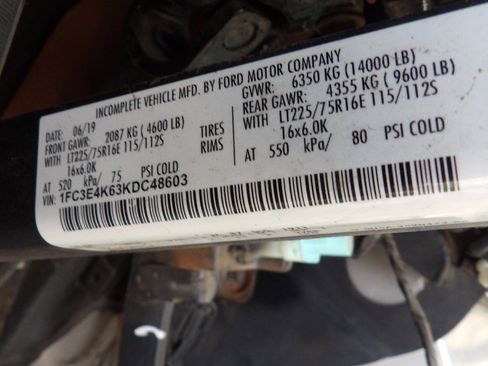 INCOMPLETE VEHICLE MFD. BY FORD MOTOR COMPANY
DATE: 06/19 GVWR: 6350 KG (14000 LB)
FRONT GAWR: 2087 KG (4600 LB) REAR GAWR: 4355 KG (9600 LB)
WITH LT225/75R16E 115/112S TIRES WITH LT225/75R16E 115/112S
16x6.0K RIMS 16x6.0K
AT 520 kPa/ 75 PSI COLD AT 550 kPa/ 80 PSI COLD
VIN: 1FC3E4K63KDC48603